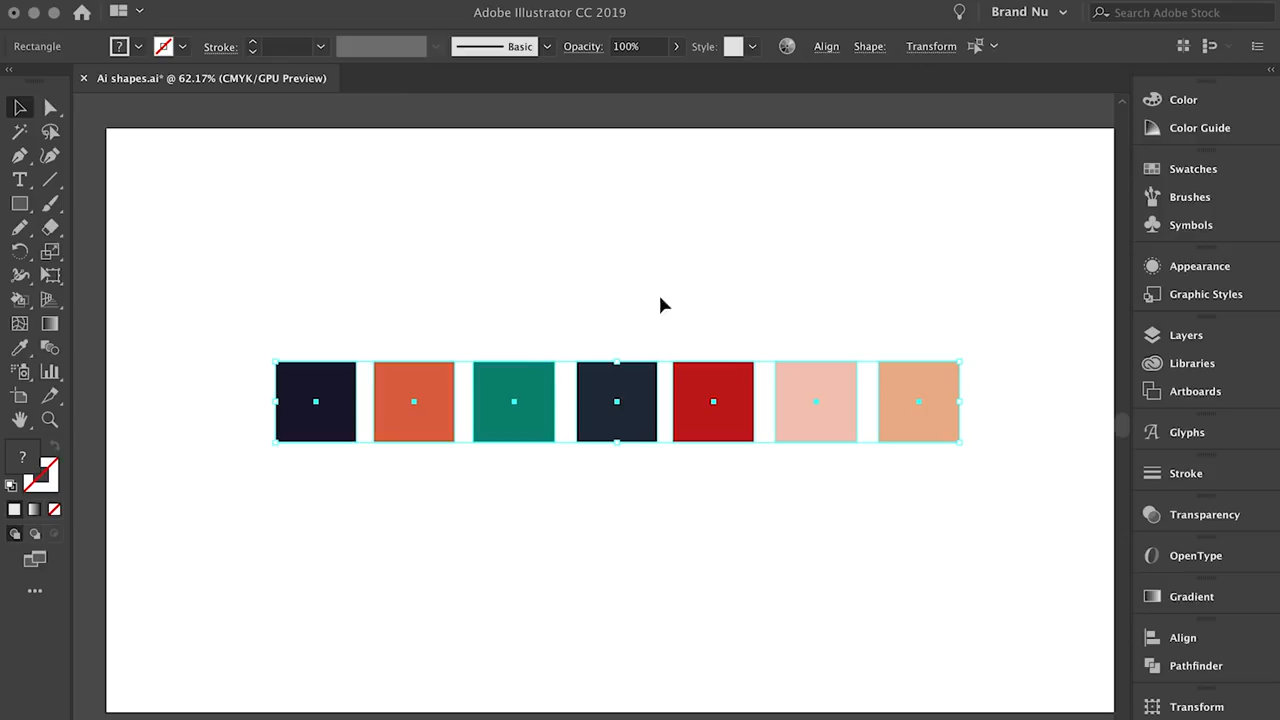 Adobe Illustrator CC 2019
Brand Nu
Search Adobe Stock
Rectangle
?
Stroke:
Basic
Opacity:
100%
Style:
Align
Shape:
Transform
Ai shapes.ai* @ 62.17% (CMYK/GPU Preview)
T
?
Color
Color Guide
Swatches
Brushes
Symbols
Appearance
Graphic Styles
Layers
Libraries
Artboards
Glyphs
Stroke
Transparency
OpenType
Gradient
Align
Pathfinder
Transform